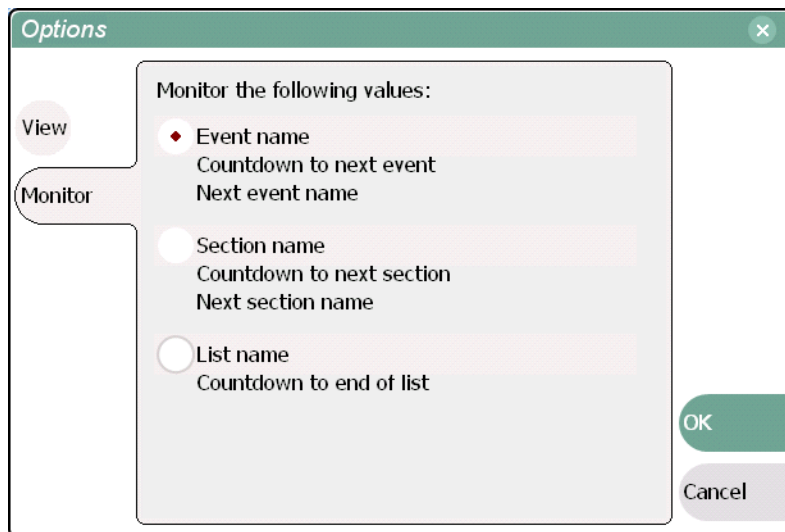 Options
View
Monitor
Monitor the following values:
Event name
Countdown to next event
Next event name
Section name
Countdown to next section
Next section name
List name
Countdown to end of list
OK
Cancel